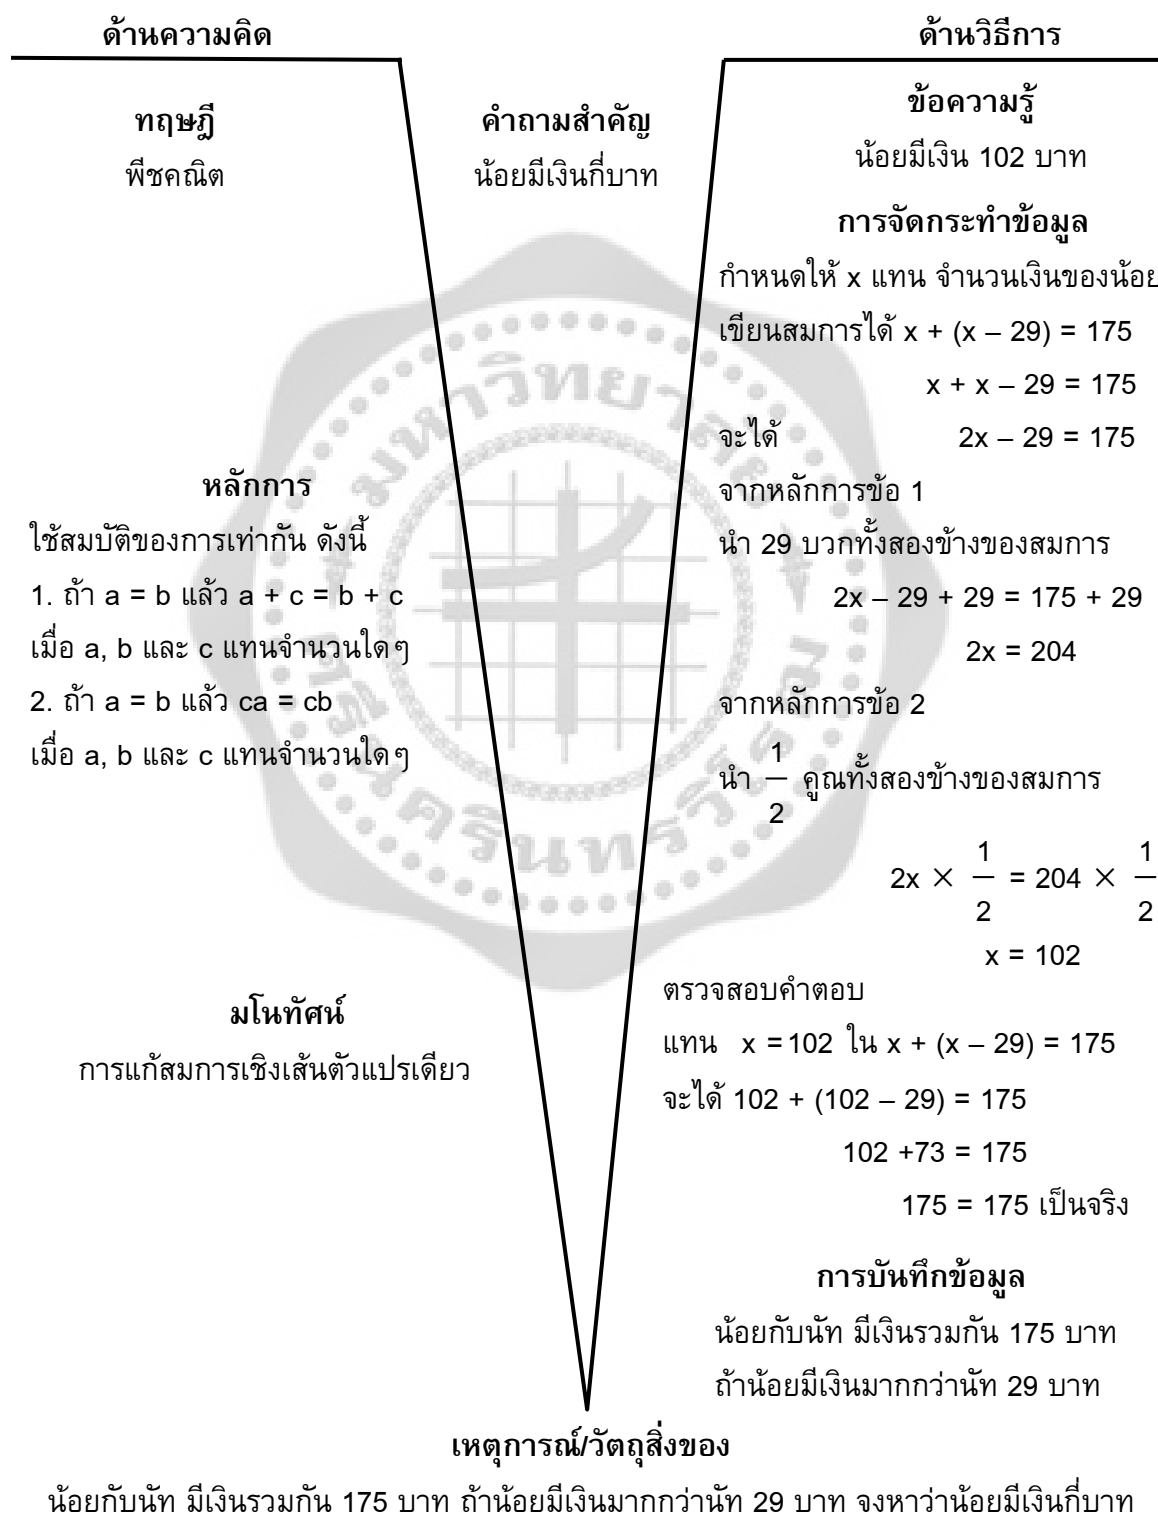 ด้านความคิด
ด้านวิธีการ
ทฤษฎี
พีชคณิต
คำถามสำคัญ
น้อยมีเงินกี่บาท
ข้อความรู้
น้อยมีเงิน 102 บาท
การจัดกระทำข้อมูล
กำหนดให้ x แทน จำนวนเงินของน้อย
เขียนสมการได้ x + (x – 29) = 175
x + x – 29 = 175
จะได้ 2x – 29 = 175
จากหลักการข้อ 1
นำ 29 บวกทั้งสองข้างของสมการ
2x – 29 + 29 = 175 + 29
2x = 204
จากหลักการข้อ 2
นำ 1/2 คูณทั้งสองข้างของสมการ
2x × 1/2 = 204 × 1/2
x = 102
ตรวจสอบคำตอบ
แทน x = 102 ใน x + (x – 29) = 175
จะได้ 102 + (102 – 29) = 175
102 +73 = 175
175 = 175 เป็นจริง
การบันทึกข้อมูล
น้อยกับนัท มีเงินรวมกัน 175 บาท
ถ้าน้อยมีเงินมากกว่านัท 29 บาท
หลักการ
ใช้สมบัติของการเท่ากัน ดังนี้
1. ถ้า a = b แล้ว a + c = b + c
เมื่อ a, b และ c แทนจำนวนใดๆ
2. ถ้า a = b แล้ว ca = cb
เมื่อ a, b และ c แทนจำนวนใดๆ
มโนทัศน์
การแก้สมการเชิงเส้นตัวแปรเดียว
เหตุการณ์/วัตถุสิ่งของ
น้อยกับนัท มีเงินรวมกัน 175 บาท ถ้าน้อยมีเงินมากกว่านัท 29 บาท จงหาว่าน้อยมีเงินกี่บาท
มหาวิทยาลัย
ศรีนครินทรวิโรฒ